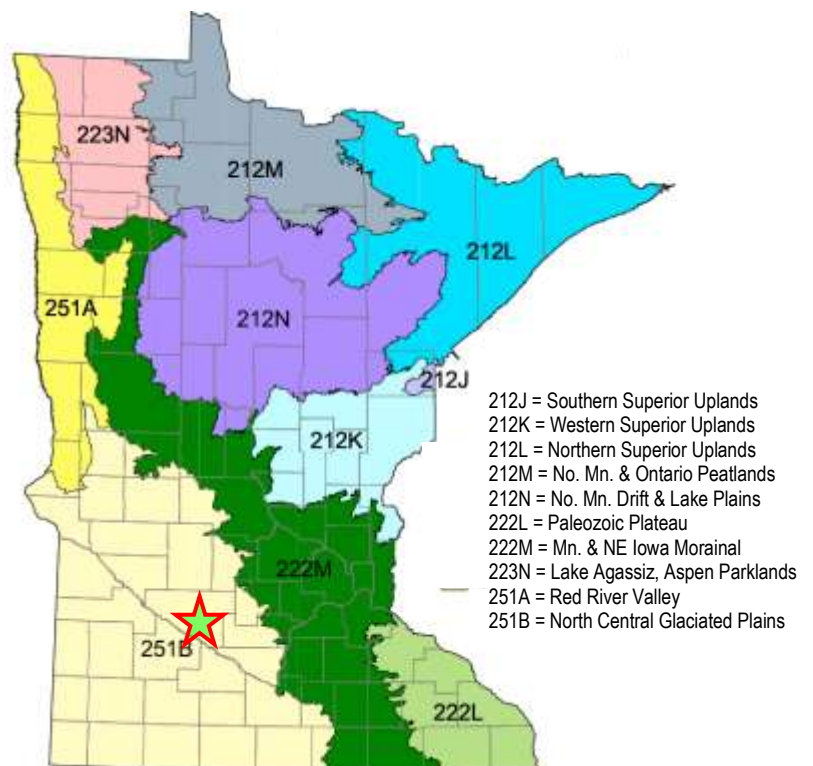 223N
212M
212L
251A
212N
212J
212K
222M
251B
222L
212J = Southern Superior Uplands
212K = Western Superior Uplands
212L = Northern Superior Uplands
212M = No. Mn. & Ontario Peatlands
212N = No. Mn. Drift & Lake Plains
222L = Paleozoic Plateau
222M = Mn. & NE Iowa Morainal
223N = Lake Agassiz, Aspen Parklands
251A = Red River Valley
251B = North Central Glaciated Plains